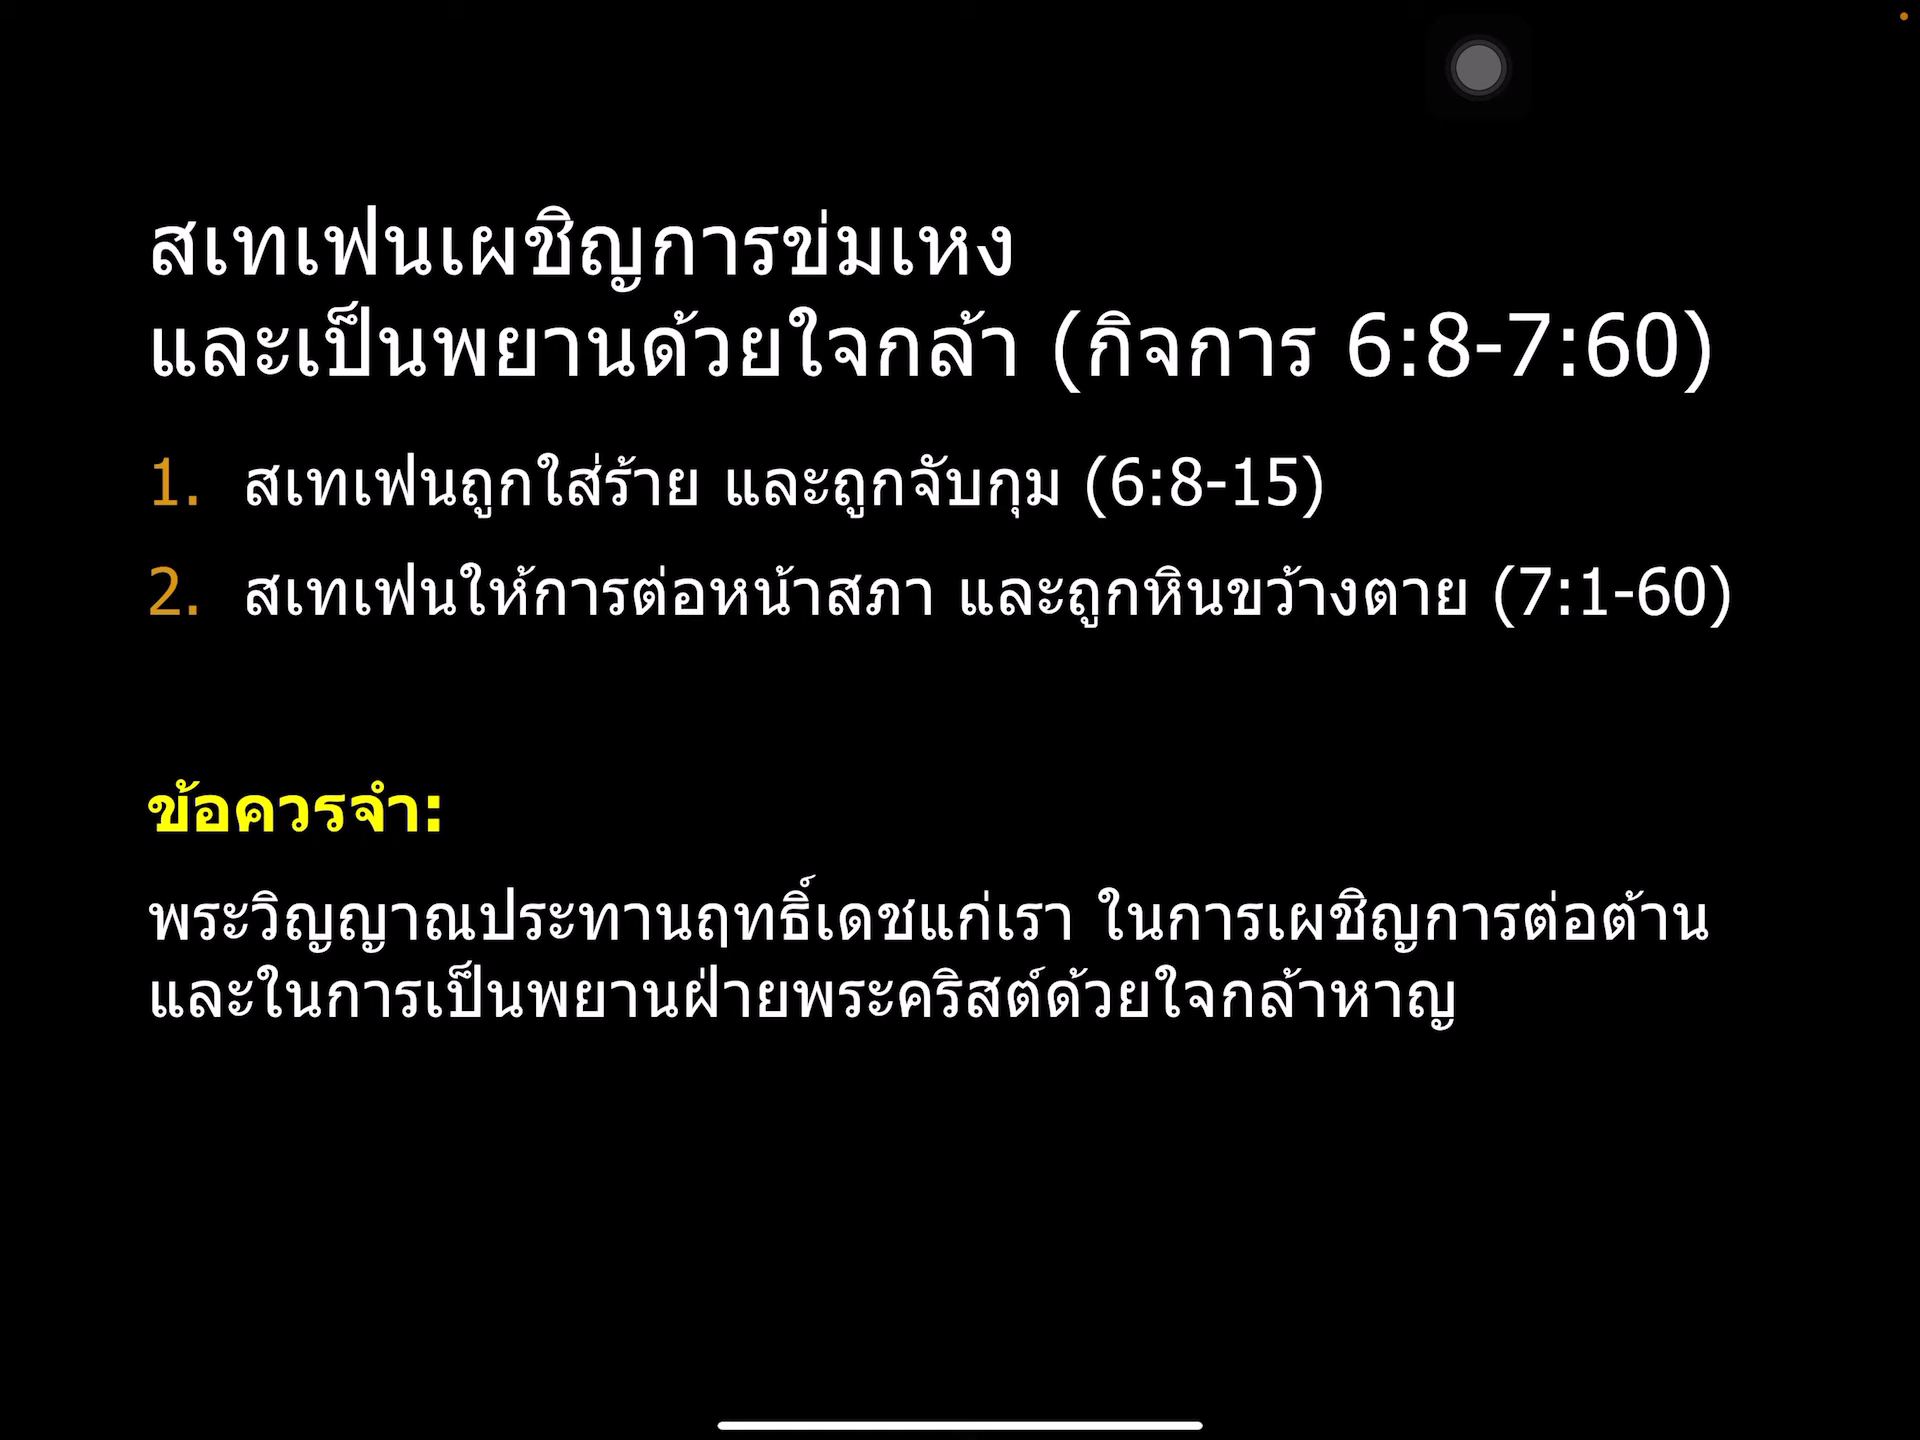 สเทเฟนเผชิญการข่มเหง
และเป็นพยานด้วยใจกล้า (กิจการ 6:8-7:60)
1. สเทเฟนถูกใส่ร้าย และถูกจับกุม (6:8-15)
2. สเทเฟนให้การต่อหน้าสภา และถูกหินขว้างตาย (7:1-60)
ข้อควรจำ:
พระวิญญาณประทานฤทธิ์เดชแก่เรา ในการเผชิญการต่อต้าน
และในการเป็นพยานฝ่ายพระคริสต์ด้วยใจกล้าหาญ